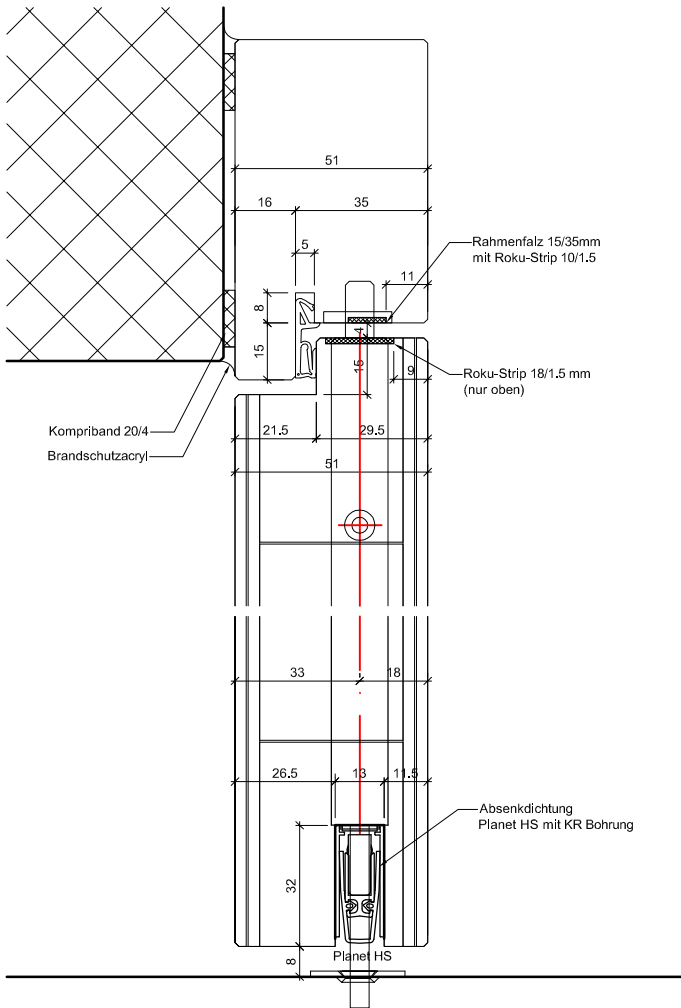 51
16
35
5
Rahmenfalz 15/35mm
mit Roku-Strip 10/1.5
11
8
4
15
15
9
Roku-Strip 18/1.5 mm
(nur oben)
Kompriband 20/4
21.5
29.5
Brandschutzacryl
51
33
18
26.5
13
11.5
Absenkdichtung
Planet HS mit KR Bohrung
32
Planet HS
8